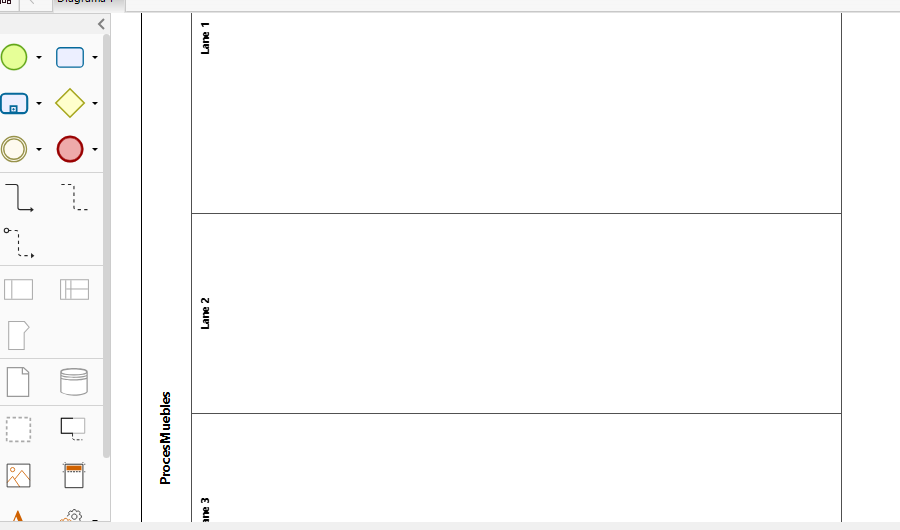 Diagrama 1
Lane 1
Lane 2
ProcesMuebles
ane 3